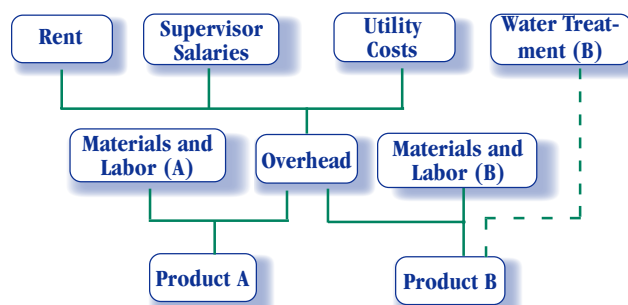 Rent
Supervisor
Salaries
Utility
Costs
Water Treat-
ment (B)
Materials and
Labor (A)
Overhead
Materials and
Labor (B)
Product A
Product B